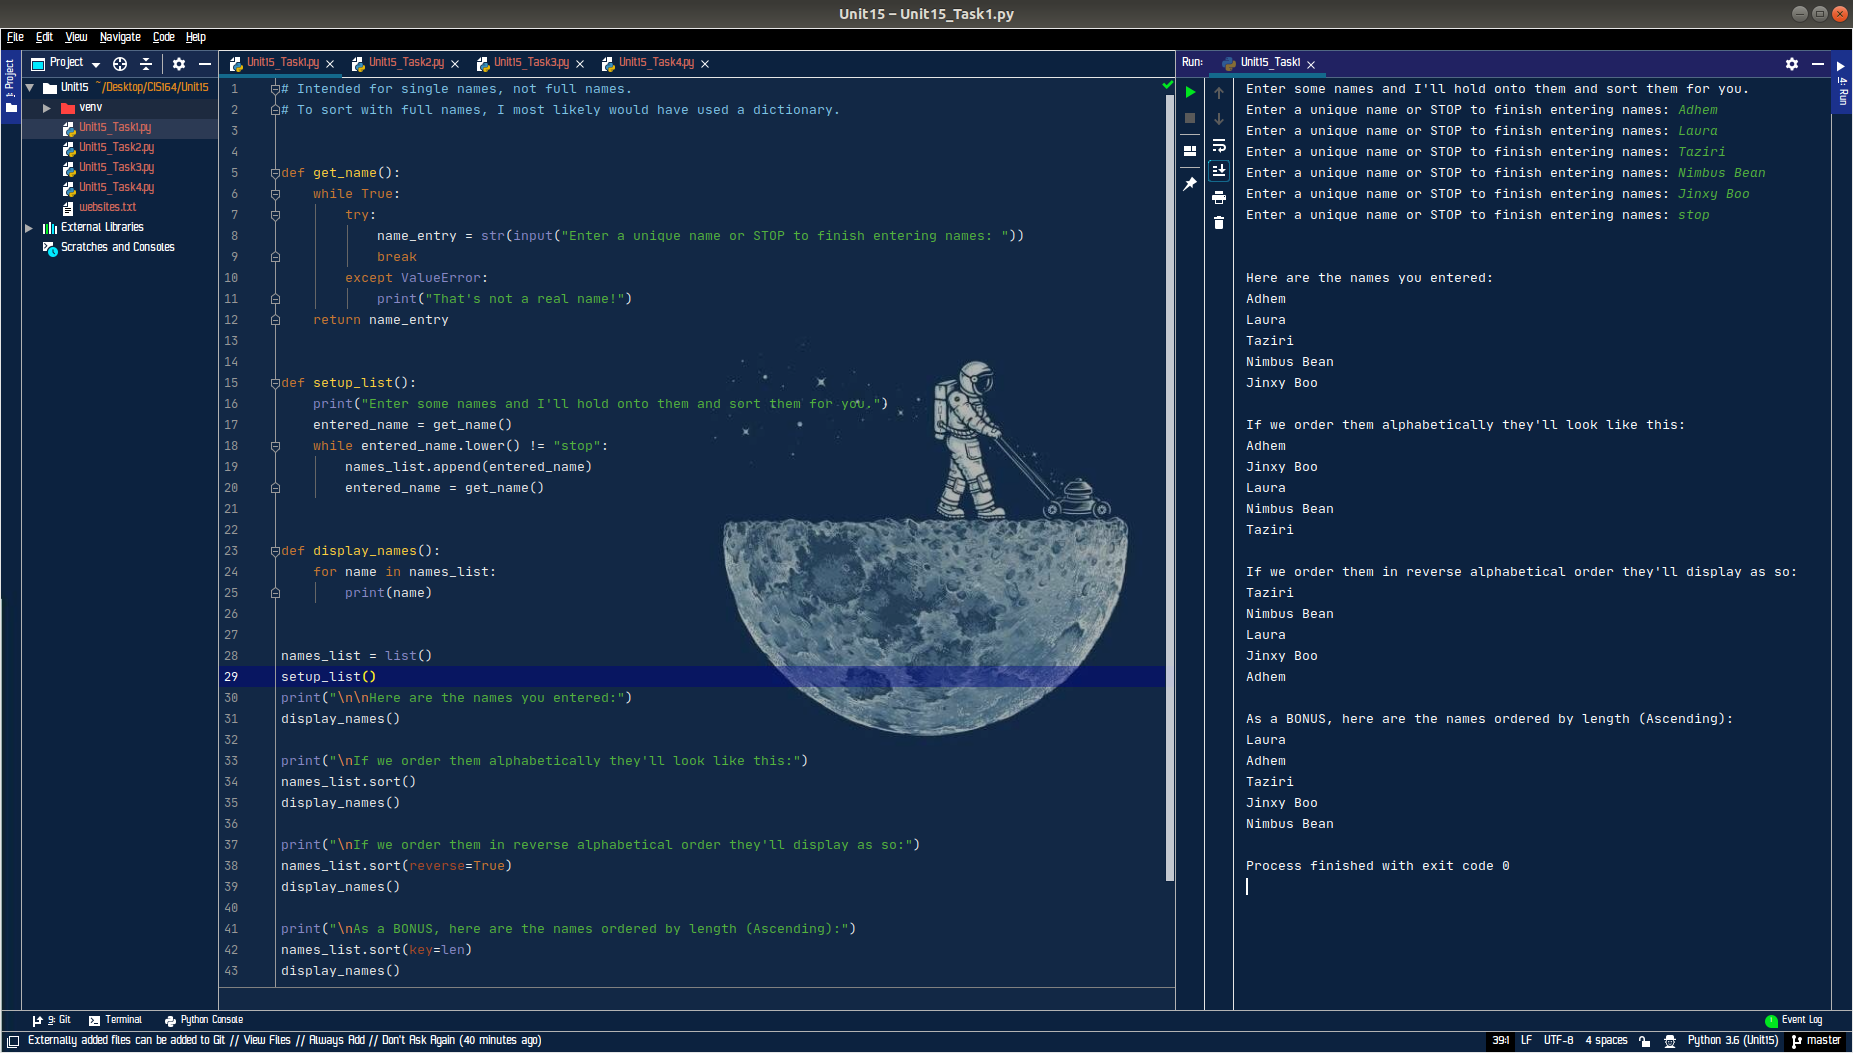 Unit15 – Unit15_Task1.py
File Edit View Navigate Code Help
1: Project
Project
Unit15 ~/Desktop/CIS164/Unit15
venv
Unit15_Task1.py
Unit15_Task2.py
Unit15_Task3.py
Unit15_Task4.py
websites.txt
External Libraries
Scratches and Consoles
Unit15_Task1.py Unit15_Task2.py Unit15_Task3.py Unit15_Task4.py
1 # Intended for single names, not full names.
2 # To sort with full names, I most likely would have used a dictionary.
3
4
5 def get_name():
6 while True:
7 try:
8 name_entry = str(input("Enter a unique name or STOP to finish entering names: "))
9 break
10 except ValueError:
11 print("That's not a real name!")
12 return name_entry
13
14
15 def setup_list():
16 print("Enter some names and I'll hold onto them and sort them for you.")
17 entered_name = get_name()
18 while entered_name.lower() != "stop":
19 names_list.append(entered_name)
20 entered_name = get_name()
21
22
23 def display_names():
24 for name in names_list:
25 print(name)
26
27
28 names_list = list()
29 setup_list()
30 print("\n\nHere are the names you entered:")
31 display_names()
32
33 print("\nIf we order them alphabetically they'll look like this:")
34 names_list.sort()
35 display_names()
36
37 print("\nIf we order them in reverse alphabetical order they'll display as so:")
38 names_list.sort(reverse=True)
39 display_names()
40
41 print("\nAs a BONUS, here are the names ordered by length (Ascending):")
42 names_list.sort(key=len)
43 display_names()
Run: Unit15_Task1
4: Run
Enter some names and I'll hold onto them and sort them for you.
Enter a unique name or STOP to finish entering names: Adhem
Enter a unique name or STOP to finish entering names: Laura
Enter a unique name or STOP to finish entering names: Taziri
Enter a unique name or STOP to finish entering names: Nimbus Bean
Enter a unique name or STOP to finish entering names: Jinxy Boo
Enter a unique name or STOP to finish entering names: stop
Here are the names you entered:
Adhem
Laura
Taziri
Nimbus Bean
Jinxy Boo
If we order them alphabetically they'll look like this:
Adhem
Jinxy Boo
Laura
Nimbus Bean
Taziri
If we order them in reverse alphabetical order they'll display as so:
Taziri
Nimbus Bean
Laura
Jinxy Boo
Adhem
As a BONUS, here are the names ordered by length (Ascending):
Laura
Adhem
Taziri
Jinxy Boo
Nimbus Bean
Process finished with exit code 0
9: Git Terminal Python Console Event Log
Externally added files can be added to Git // View Files // Always Add // Don't Ask Again (40 minutes ago) 39:1 LF UTF-8 4 spaces Python 3.6 (Unit15) master